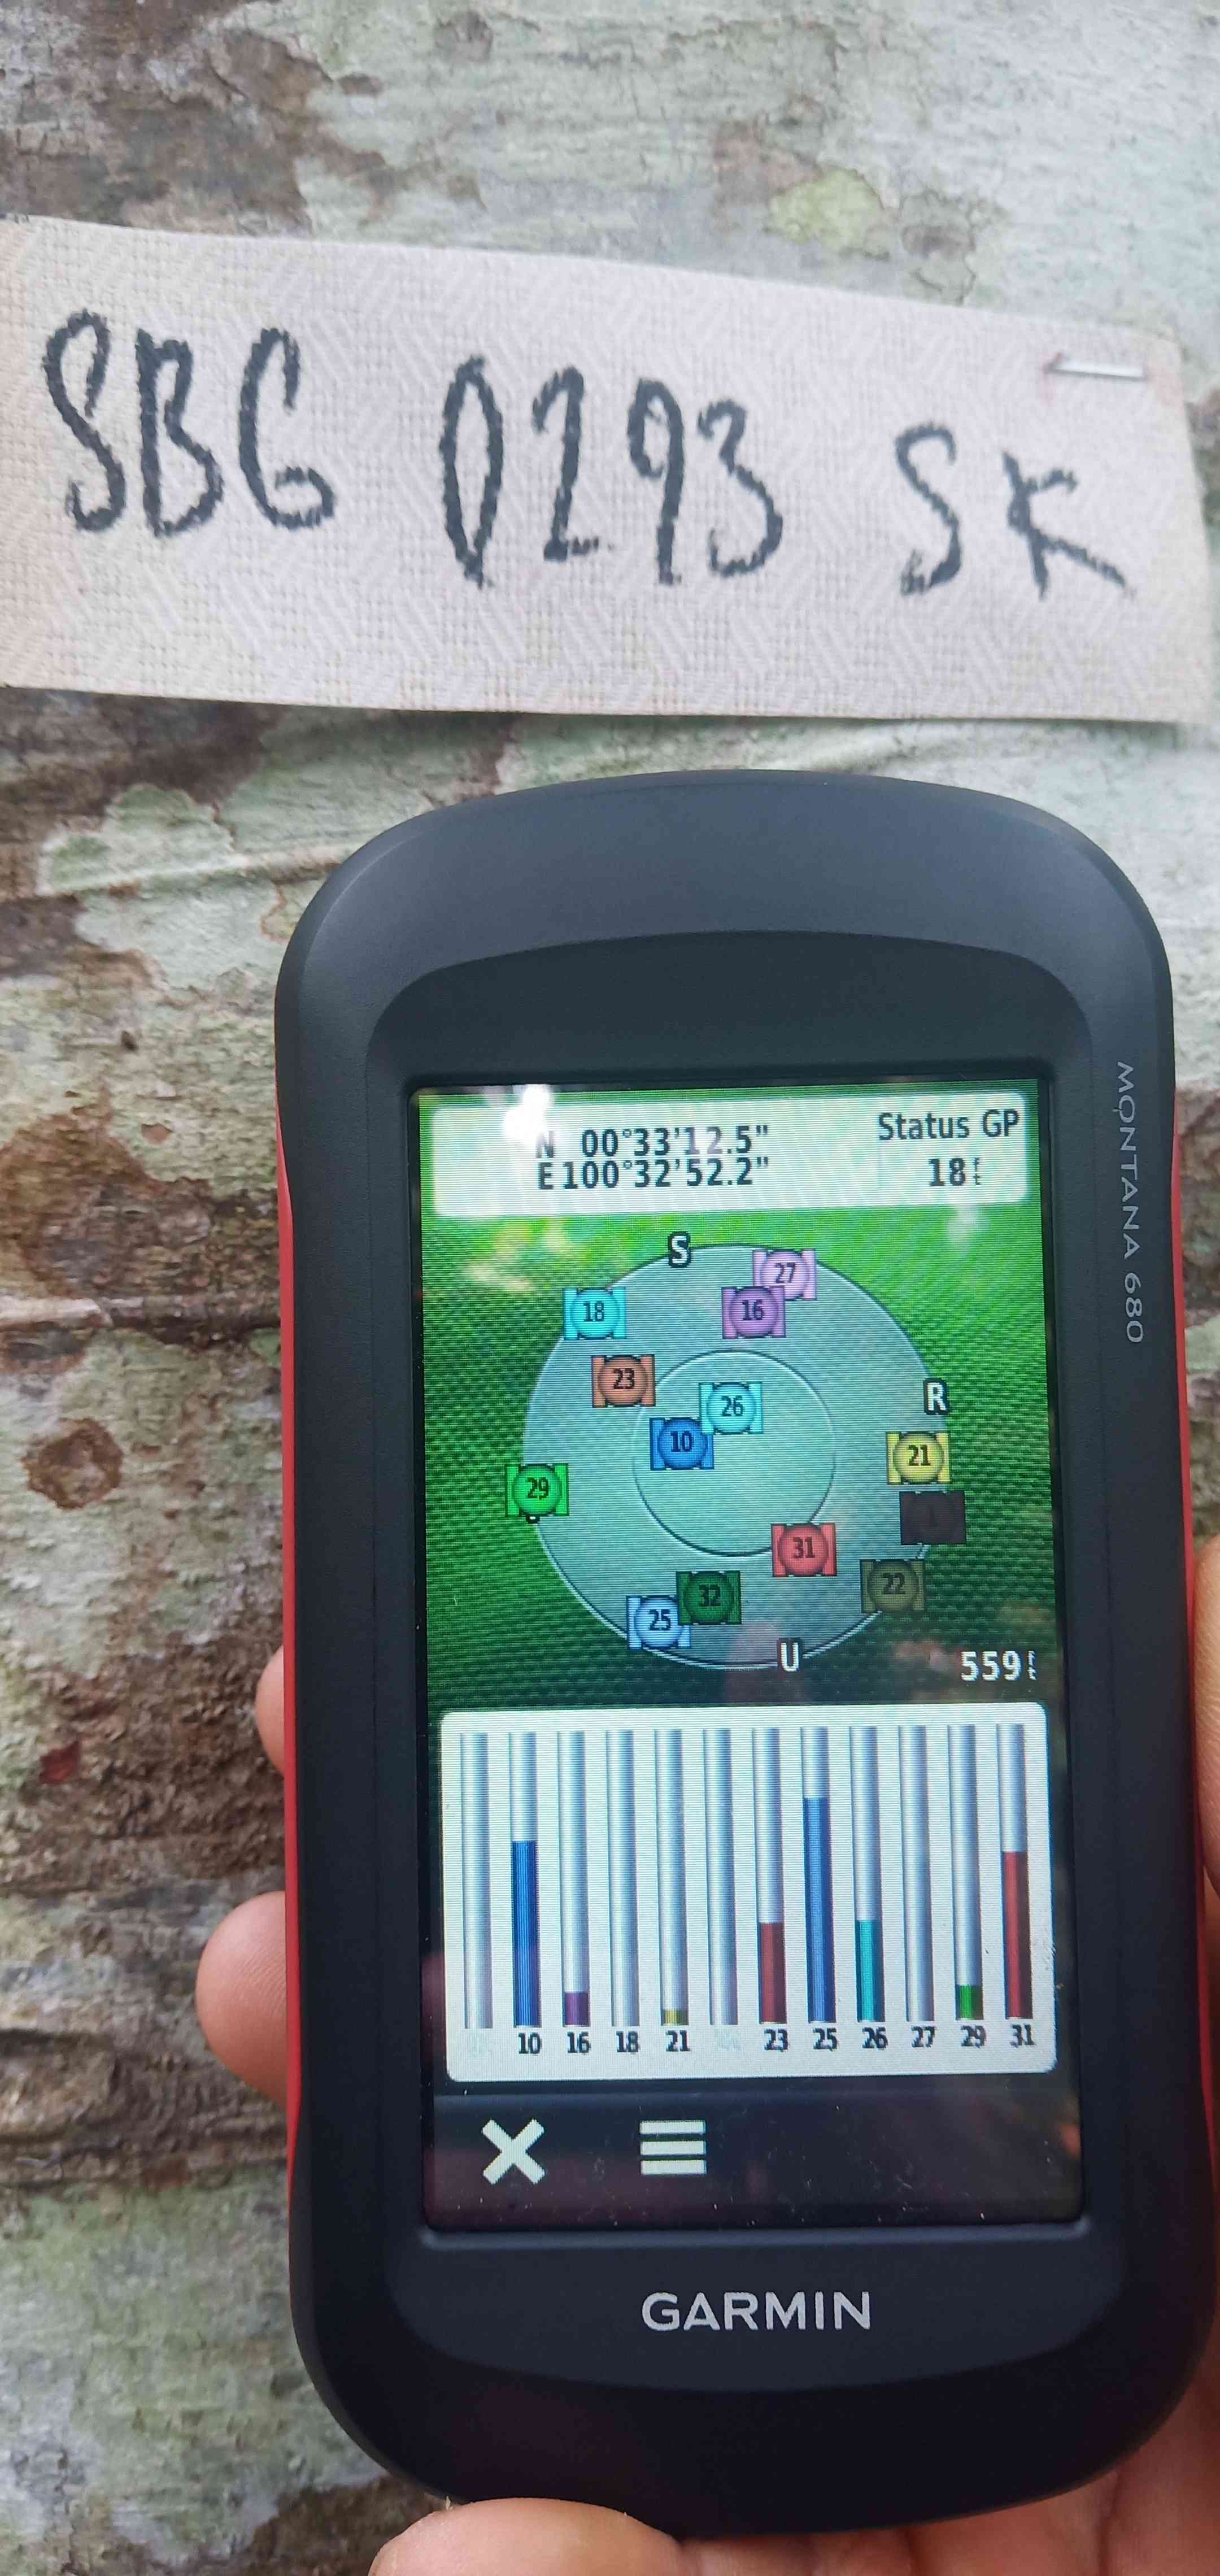 SBG 0293 SK
MONTANA 680
N 00°33'12.5"
E 100°32'52.2"
Status GP
18ft
S
27
18
16
23
26
R
10
21
29
31
22
32
25
U
559ft
10 16 18 21 23 25 26 27 29 31
GARMIN